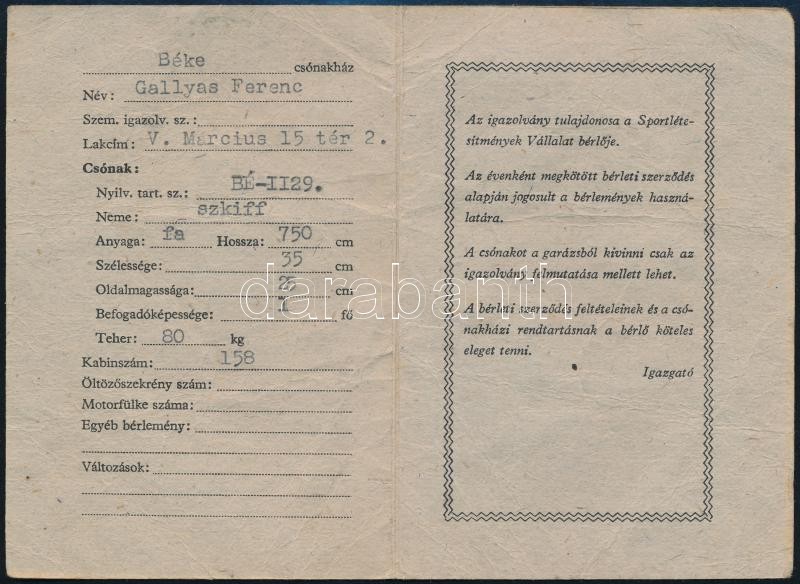 Béke csónakház
Név: Gallyas Ferenc
Szem. igazolv. sz.:
Lakcím: V. Március 15 tér 2.
Csónak:
Nyilv. tart. sz.: BÉ-II29.
Neme: szkiff
Anyaga: fa Hossza: 750 cm
Szélessége: 35 cm
Oldalmagassága: 25 cm
Befogadóképessége: I fő
Teher: 80 kg
Kabinszám: 158
Öltözőszekrény szám:
Motorfülke száma:
Egyéb bérlemény:
Változások:
Az igazolvány tulajdonosa a Sportléte-
sítmények Vállalat bérlője.
Az évenként megkötött bérleti szerződés
alapján jogosult a bérlemények haszná-
latára.
A csónakot a garázsból kivinni csak az
igazolvány felmutatása mellett lehet.
A bérleti szerződés feltételeinek és a csó-
nakházi rendtartásnak a bérlő köteles
eleget tenni.
Igazgató
darabanth